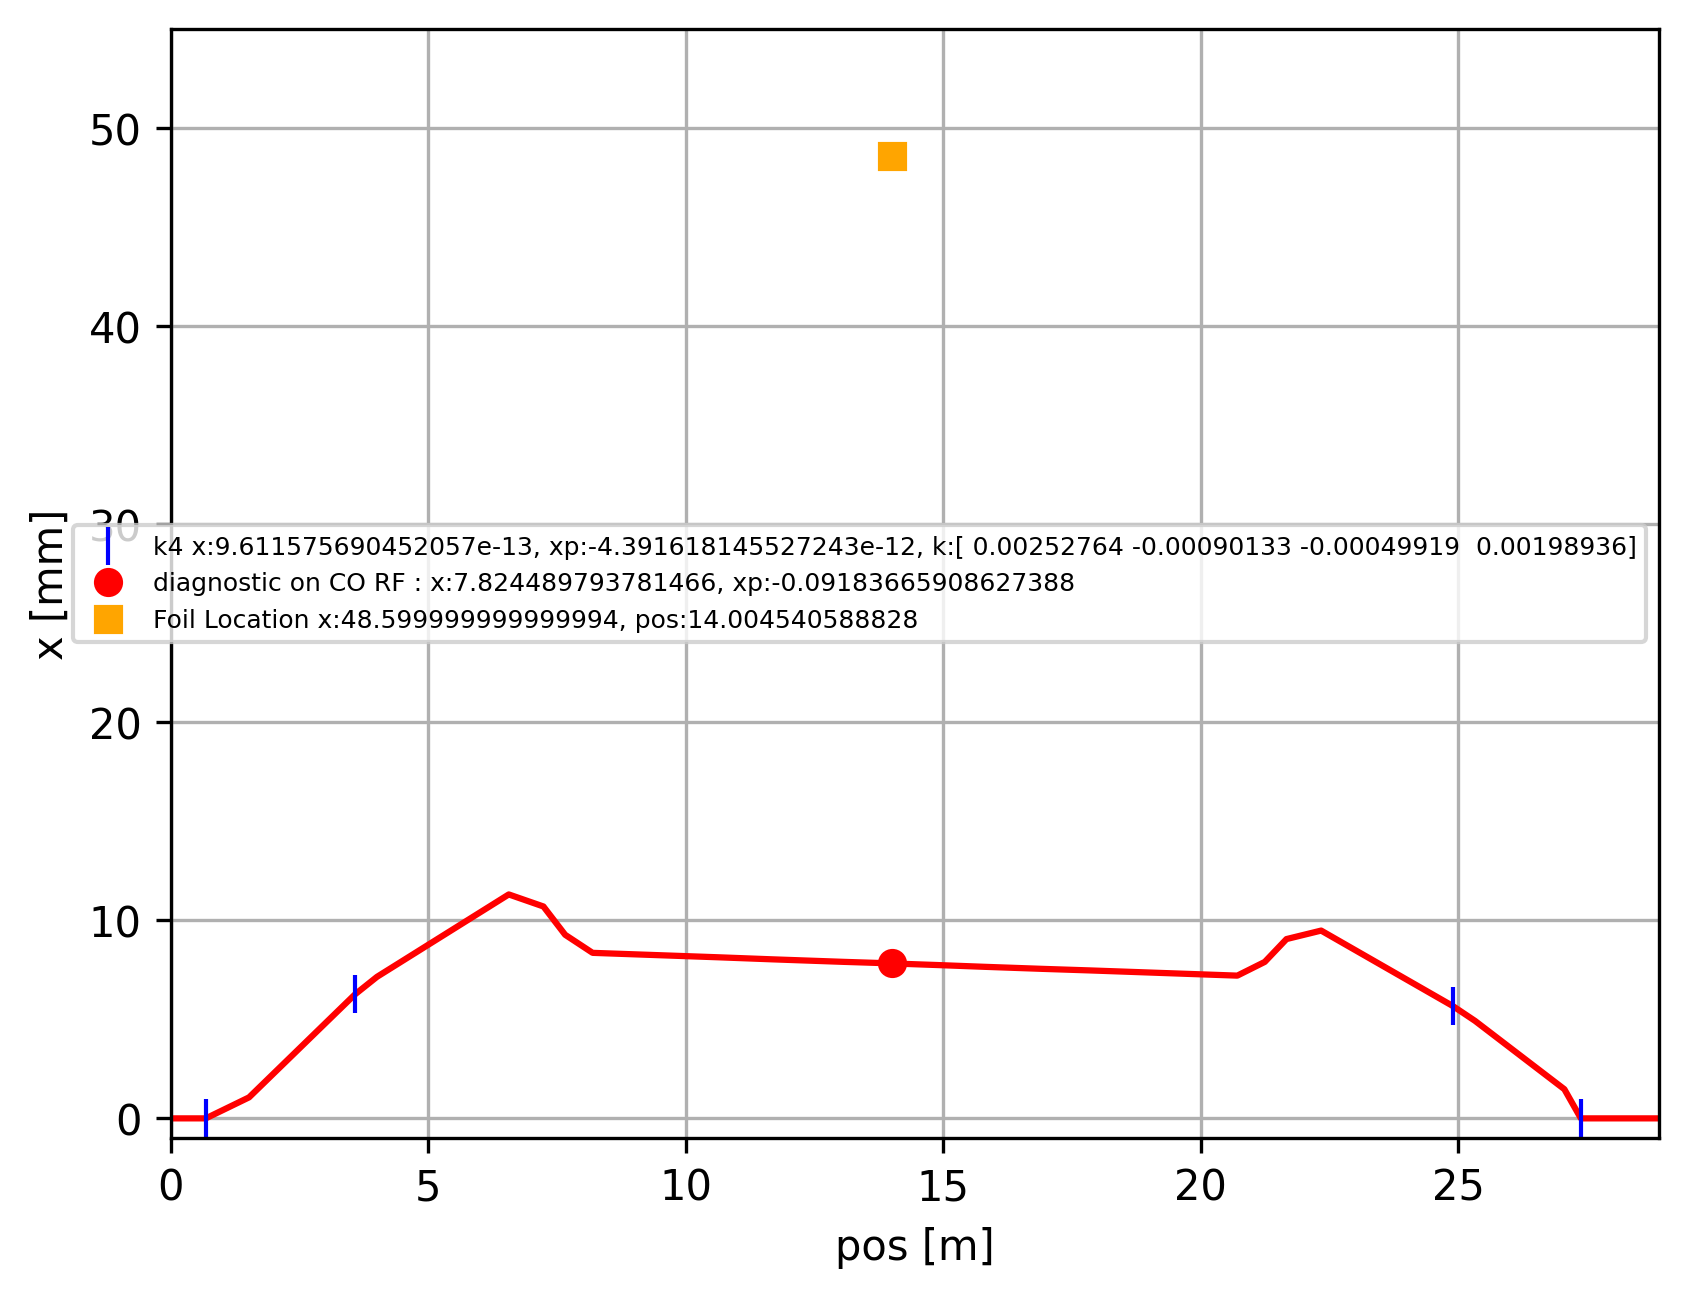 50
40
30
20
10
0
x [mm]
k4 x:9.611575690452057e-13, xp:-4.391618145527243e-12, k:[ 0.00252764 -0.00090133 -0.00049919  0.00198936]
diagnostic on CO RF : x:7.824489793781466, xp:-0.09183665908627388
Foil Location x:48.599999999999994, pos:14.004540588828
0 5 10 15 20 25
pos [m]